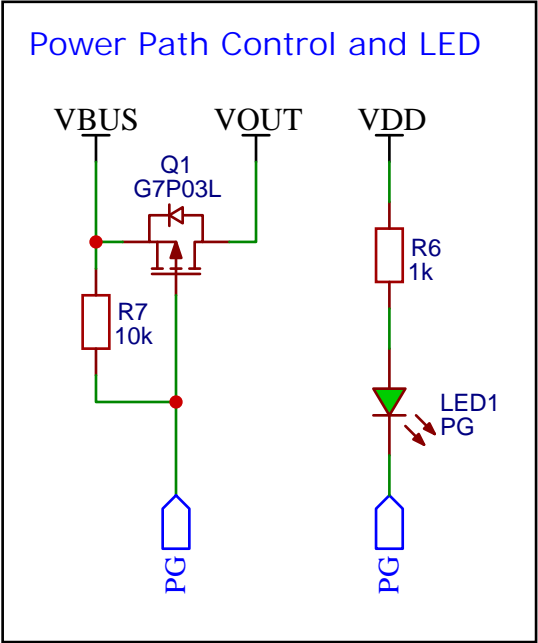 Power Path Control and LED
VBUS
VOUT
VDD
Q1
G7P03L
R6
1k
R7
10k
LED1
PG
PG
PG